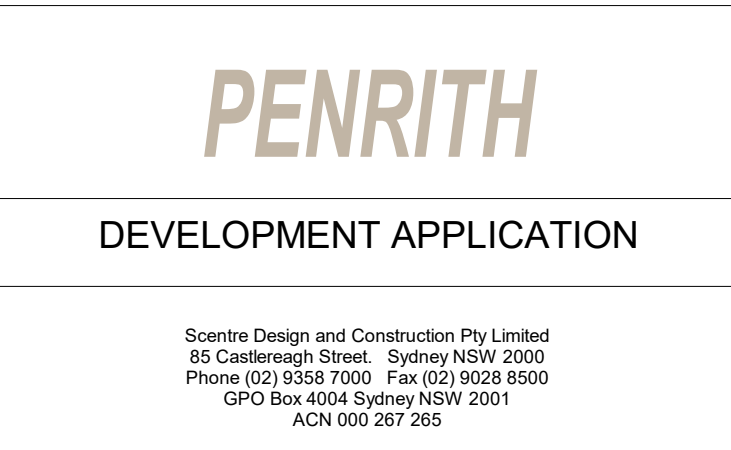 PENRITH
DEVELOPMENT APPLICATION
Scentre Design and Construction Pty Limited
85 Castlereagh Street. Sydney NSW 2000
Phone (02) 9358 7000 Fax (02) 9028 8500
GPO Box 4004 Sydney NSW 2001
ACN 000 267 265